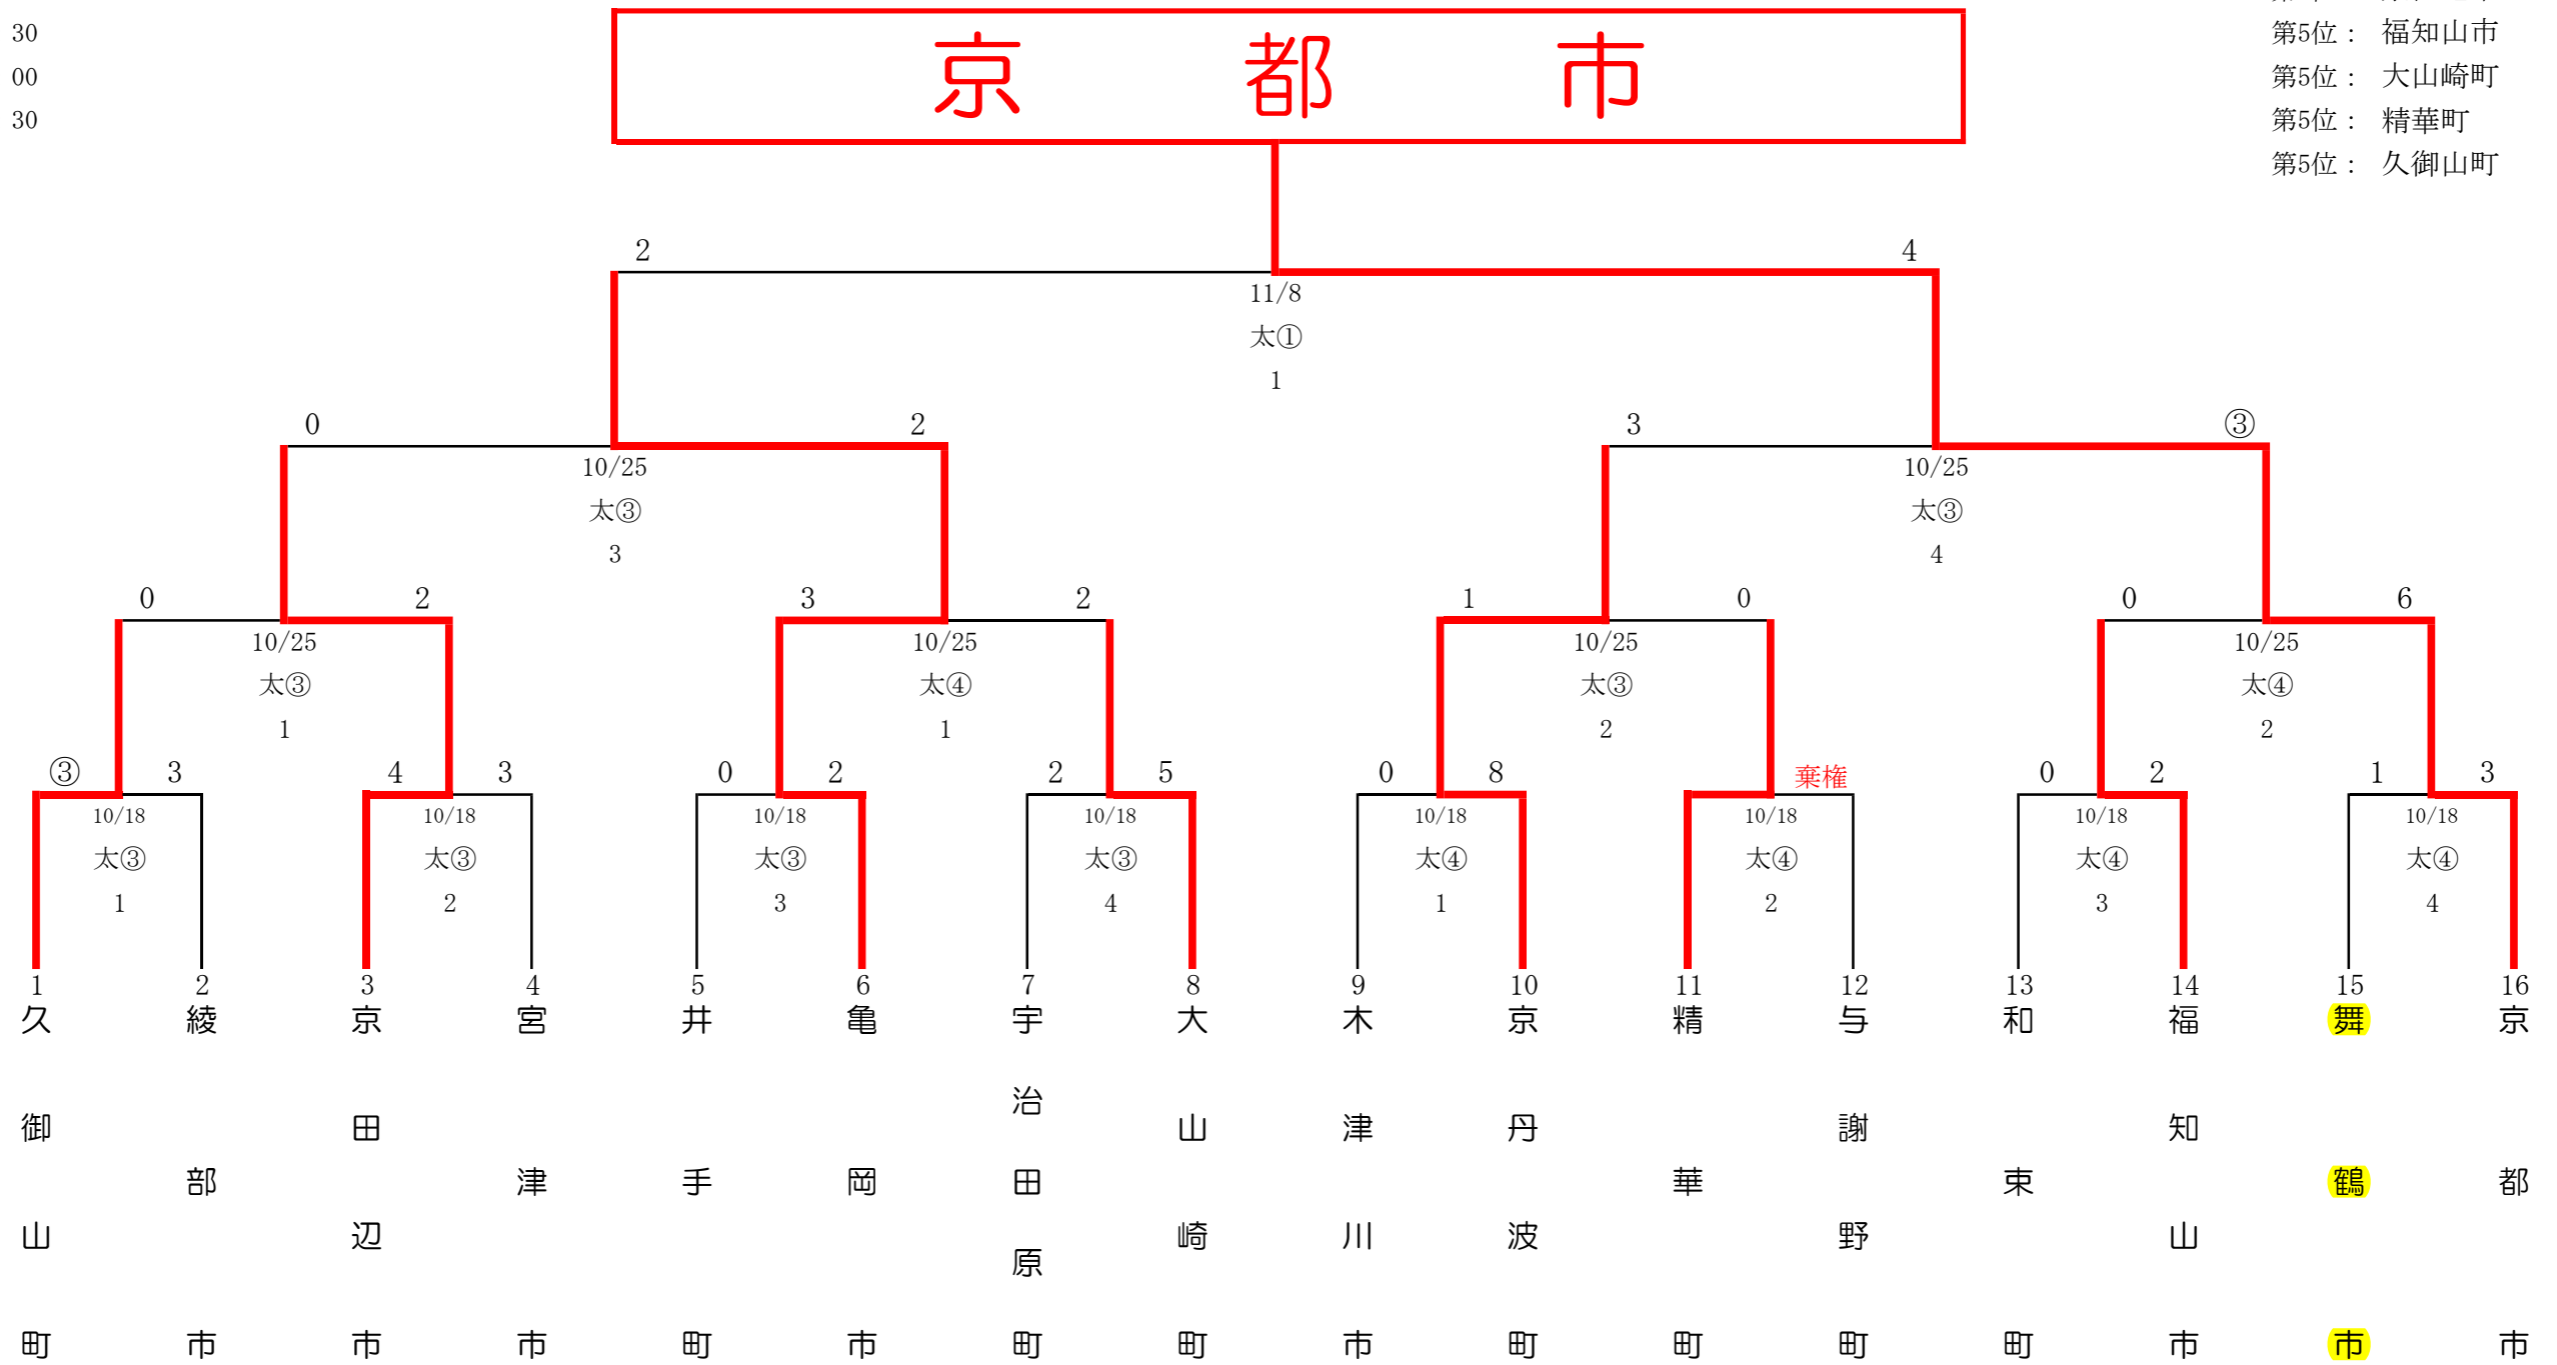 30
00
30
京都市
第5位： 福知山市
第5位： 大山崎町
第5位： 精華町
第5位： 久御山町
2 4
11/8
太①
1
0 2 3 ③
10/25 10/25
太③ 太③
3 4
0 2 3 2 1 0 0 6
10/25 10/25 10/25 10/25
太③ 太④ 太③ 太④
1 1 2 2
③ 3 4 3 0 2 2 5 0 8 棄権 0 2 1 3
10/18 10/18 10/18 10/18 10/18 10/18 10/18 10/18
太③ 太③ 太③ 太③ 太④ 太④ 太④ 太④
1 2 3 4 1 2 3 4
1 2 3 4 5 6 7 8 9 10 11 12 13 14 15 16
久御山町
綾部市
京田辺市
宮津市
井手町
亀岡市
宇治田原町
大山崎町
木津川市
京丹波町
精華町
与謝野町
和束町
福知山市
舞鶴市
京都市